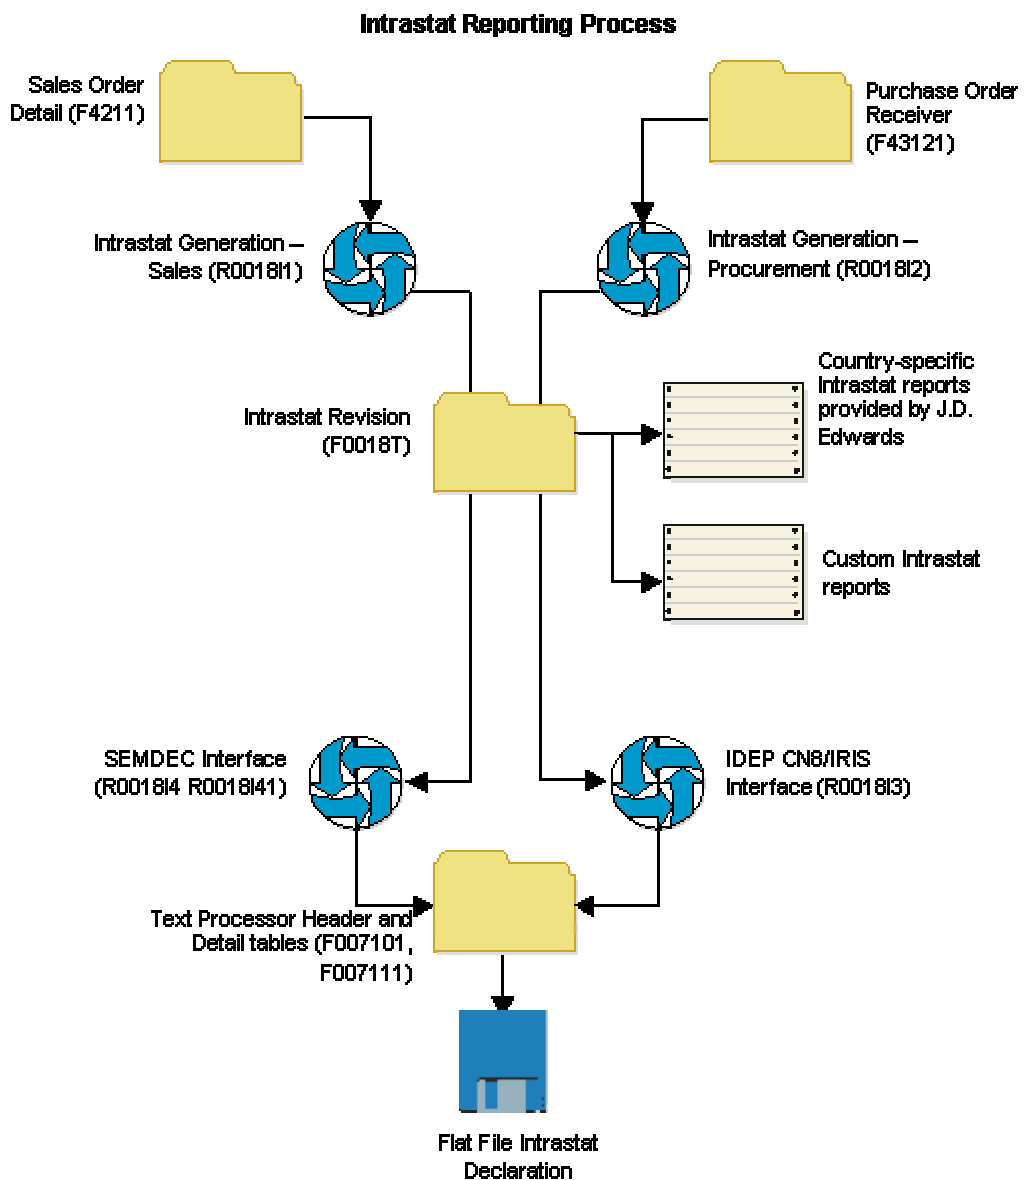 Intrastat Reporting Process
Sales Order
Detail (F4211)
Purchase Order
Receiver
(F43121)
Intrastat Generation –
Sales (R0018I1)
Intrastat Generation –
Procurement (R0018I2)
Country-specific
Intrastat reports
provided by J.D.
Edwards
Intrastat Revision
(F0018T)
Custom Intrastat
reports
SEMDEC Interface
(R0018I4 R0018I41)
IDEP CN8/IRIS
Interface (R0018I3)
Text Processor Header and
Detail tables (F007101,
F007111)
Flat File Intrastat
Declaration